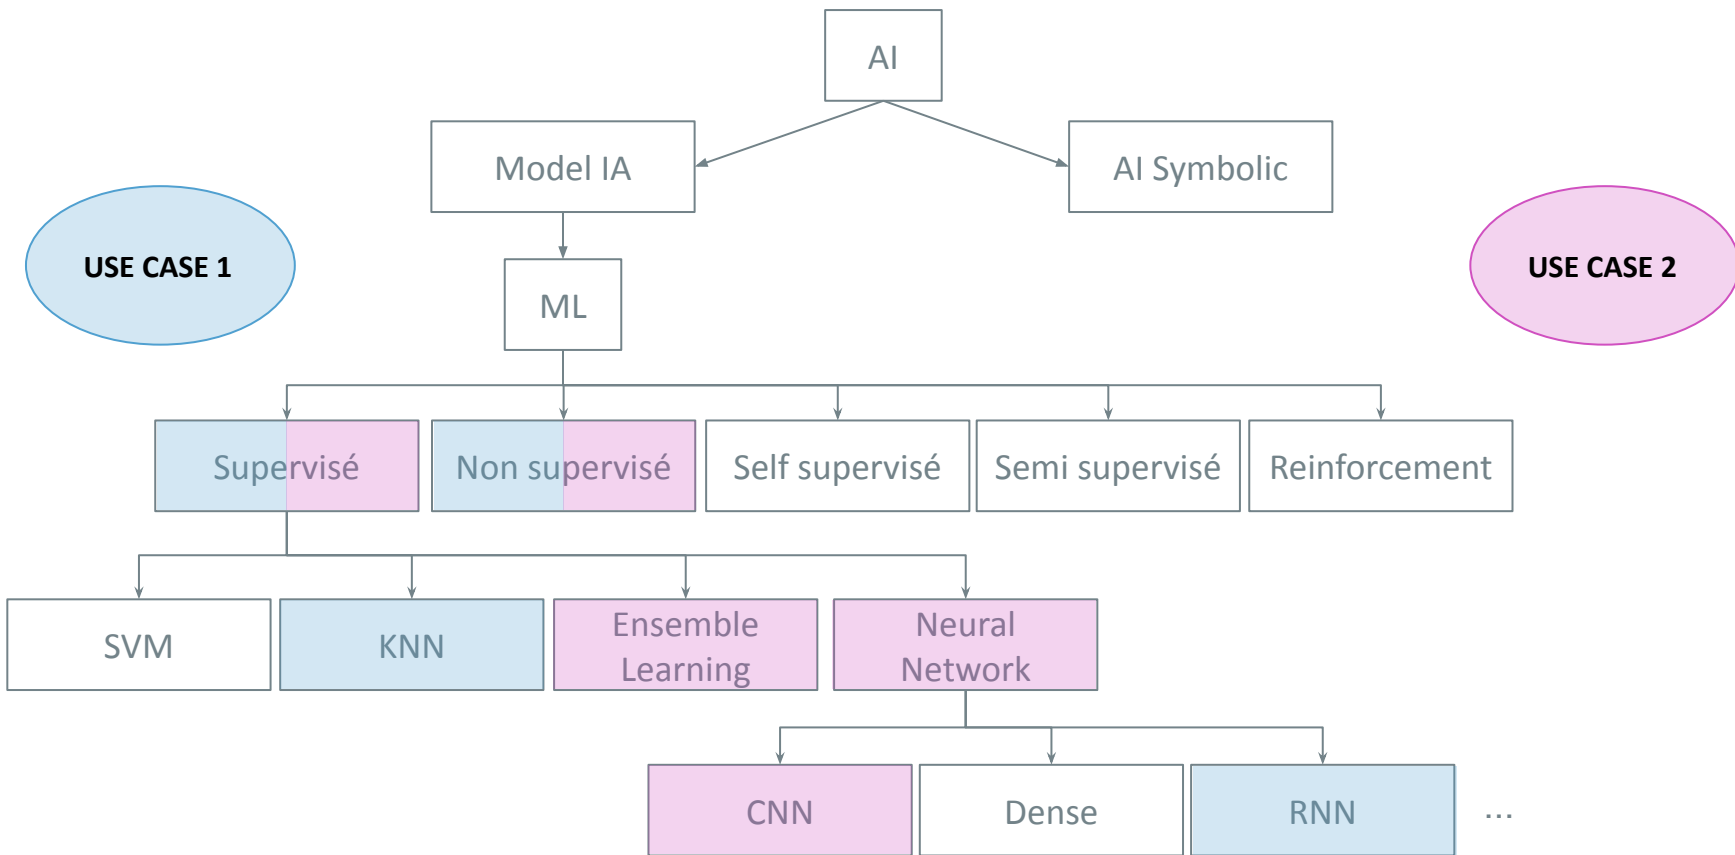 AI
Model IA
AI Symbolic
USE CASE 1
USE CASE 2
ML
Supervisé
Non supervisé
Self supervisé
Semi supervisé
Reinforcement
SVM
KNN
Ensemble
Learning
Neural
Network
CNN
Dense
RNN
...